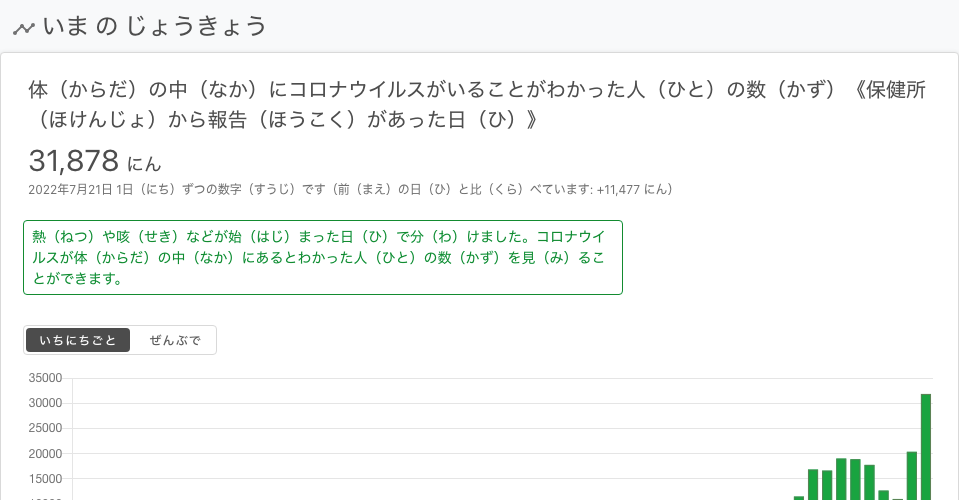 いま の じょうきょう
体（からだ）の中（なか）にコロナウイルスがいることがわかった人（ひと）の数（かず）《保健所
（ほけんじょ）から報告（ほうこく）があった日（ひ）》
31,878 にん
2022年7月21日 1日（にち）ずつの数字（すうじ）です（前（まえ）の日（ひ）と比（くら）べています: +11,477 にん）
熱（ねつ）や咳（せき）などが始（はじ）まった日（ひ）で分（わ）けました。コロナウイ
ルスが体（からだ）の中（なか）にあるとわかった人（ひと）の数（かず）を見（み）るこ
とができます。
いちにちごと ぜんぶで
35000
30000
25000
20000
15000